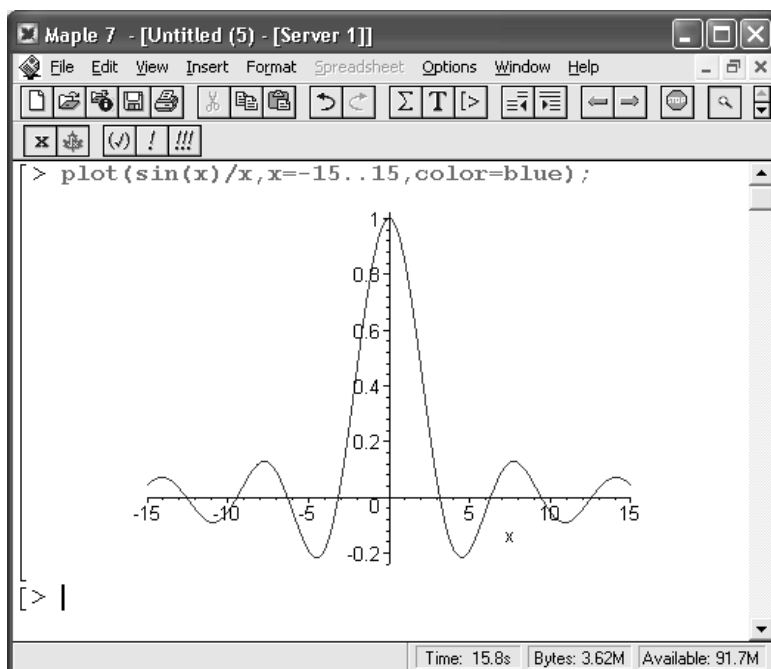 Maple 7 - [Untitled (5) - [Server 1]]
File Edit View Insert Format Spreadsheet Options Window Help
Σ T [>
STOP
x (√) ! !!!
[> plot(sin(x)/x,x=-15..15,color=blue);
1
0.8
0.6
0.4
0.2
0
-15 -10 -5 5 10 15
x
-0.2
[>
Time: 15.8s Bytes: 3.62M Available: 91.7M